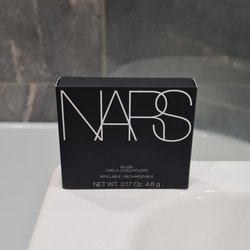 NARS
BLUSH
FARD À JOUES POUDRE
REFILLABLE / RECHARGEABLE
NET WT. 0.17 Oz. 4.8 g